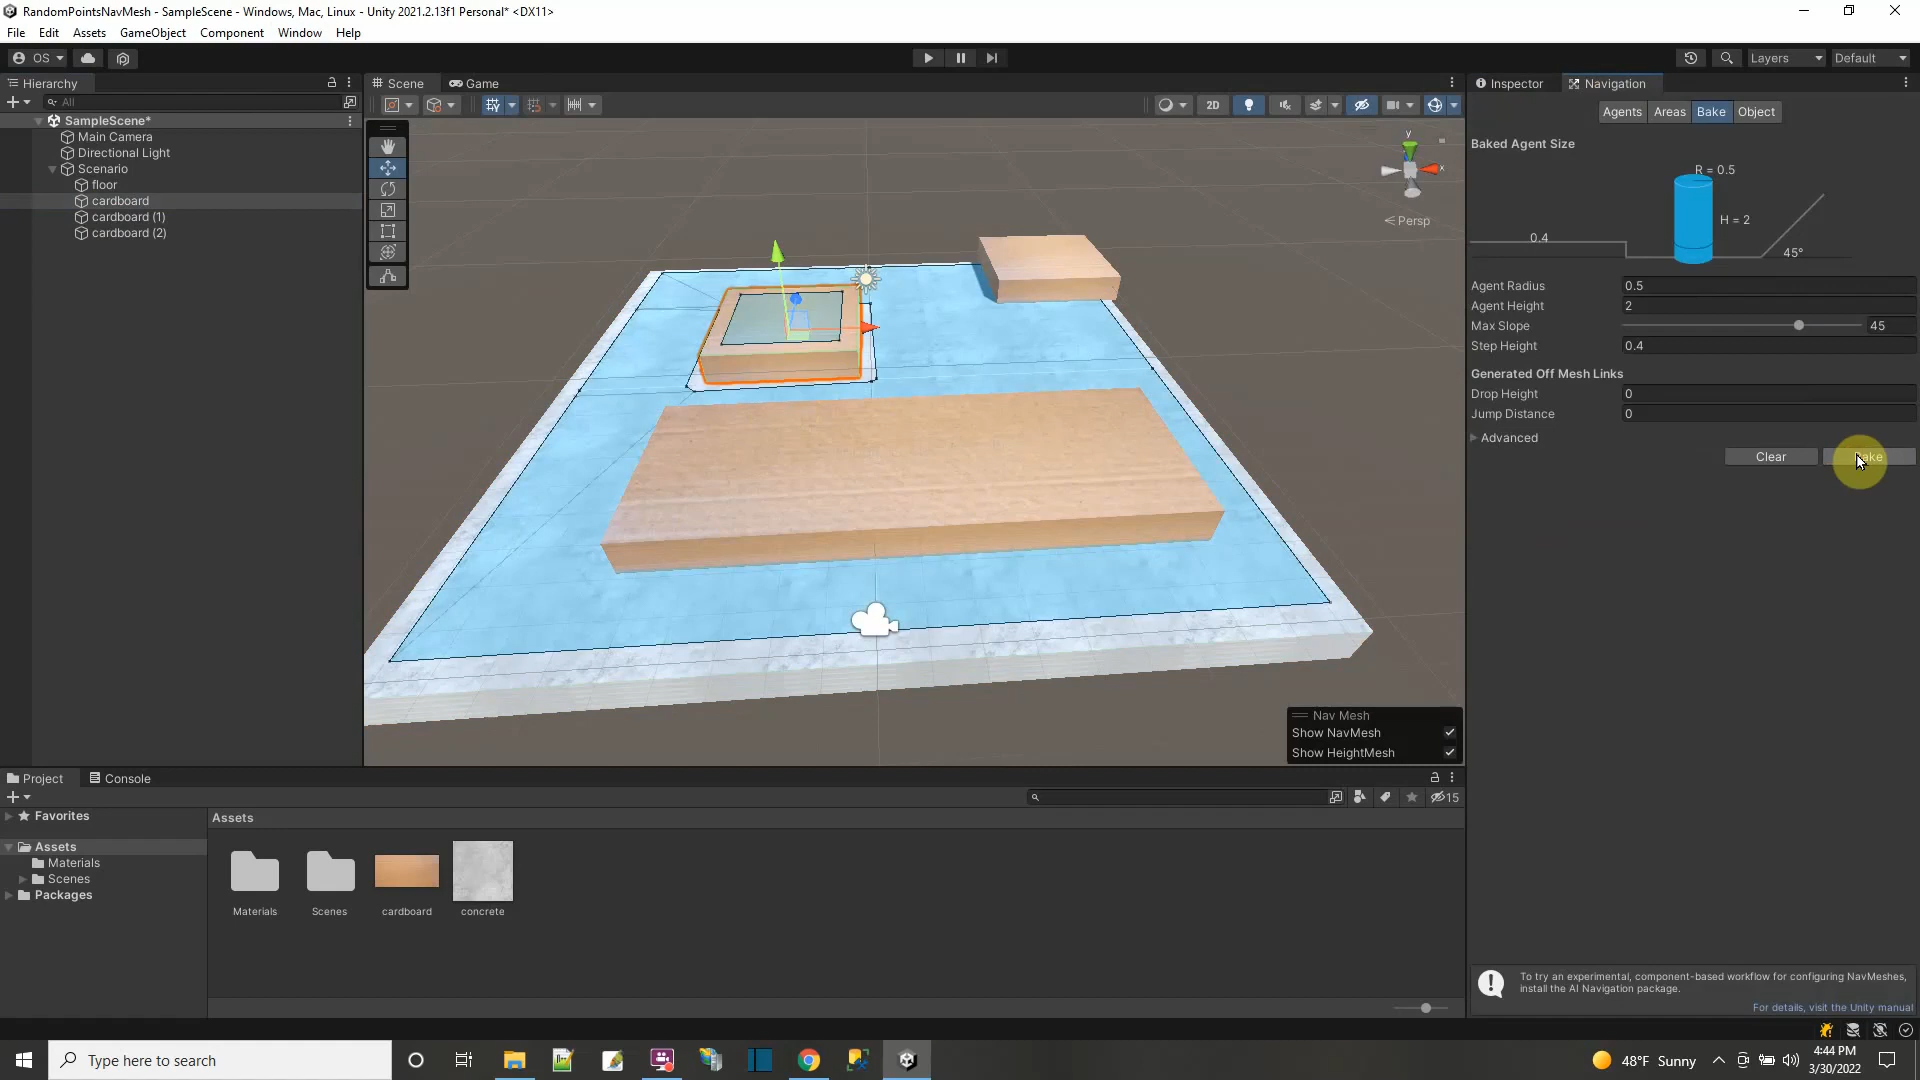 RandomPointsNavMesh - SampleScene - Windows, Mac, Linux - Unity 2021.2.13f1 Personal* <DX11>
File Edit Assets GameObject Component Window Help
OS Layers Default
Hierarchy
All
SampleScene*
Main Camera
Directional Light
Scenario
floor
cardboard
cardboard (1)
cardboard (2)
Scene Game
2D
y
x
Persp
Nav Mesh
Show NavMesh
Show HeightMesh
Inspector Navigation
Agents Areas Bake Object
Baked Agent Size
R = 0.5
H = 2
0.4
45°
Agent Radius 0.5
Agent Height 2
Max Slope 45
Step Height 0.4
Generated Off Mesh Links
Drop Height 0
Jump Distance 0
Advanced
Clear
To try an experimental, component-based workflow for configuring NavMeshes,
install the AI Navigation package.
For details, visit the Unity manual
Project Console
15
Favorites
Assets
Materials
Scenes
Packages
Assets
Materials Scenes cardboard concrete
Type here to search
48°F Sunny
4:44 PM
3/30/2022